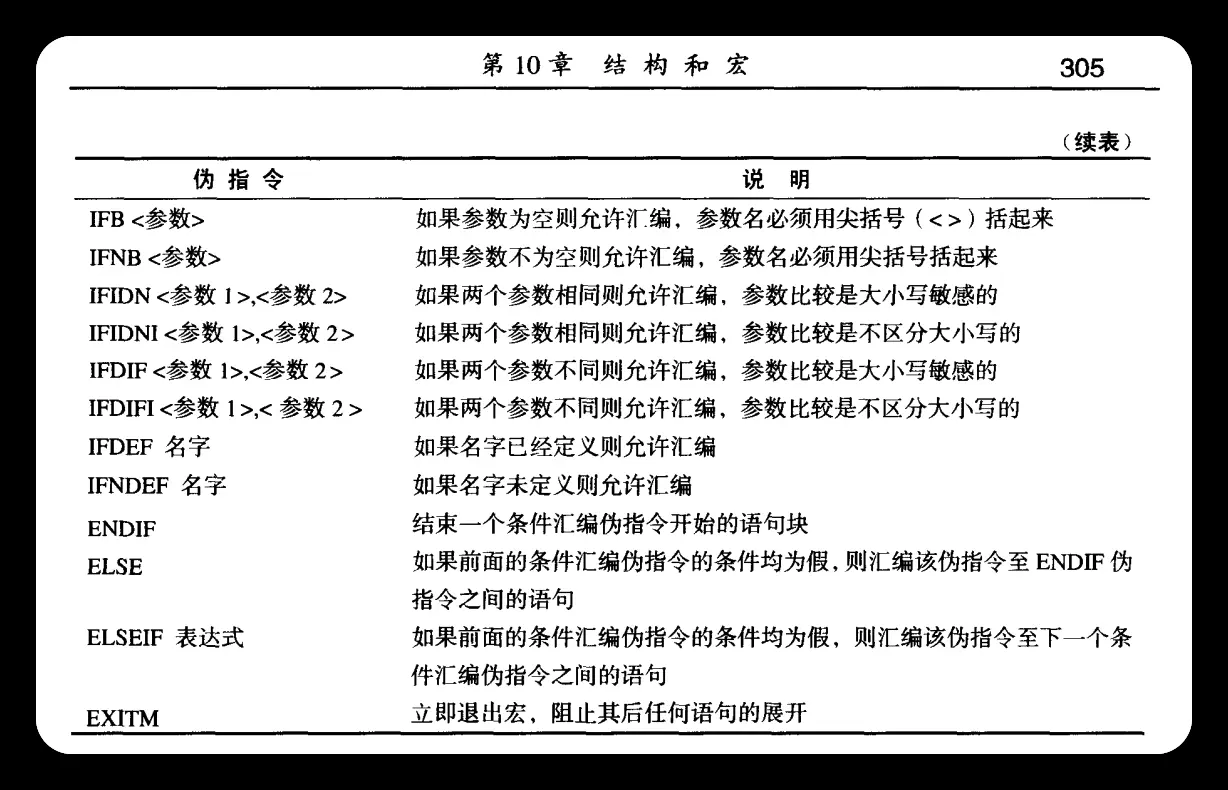 第 10 章 结 构 和 宏 305
（续表）
伪 指 令 说 明
IFB <参数> 如果参数为空则允许汇编，参数名必须用尖括号（< >）括起来
IFNB <参数> 如果参数不为空则允许汇编，参数名必须用尖括号括起来
IFIDN <参数 1>,<参数 2> 如果两个参数相同则允许汇编，参数比较是大小写敏感的
IFIDNI <参数 1>,<参数 2> 如果两个参数相同则允许汇编，参数比较是不区分大小写的
IFDIF <参数 1>,<参数 2> 如果两个参数不同则允许汇编，参数比较是大小写敏感的
IFDIFI <参数 1>,< 参数 2 > 如果两个参数不同则允许汇编，参数比较是不区分大小写的
IFDEF 名字 如果名字已经定义则允许汇编
IFNDEF 名字 如果名字未定义则允许汇编
ENDIF 结束一个条件汇编伪指令开始的语句块
ELSE 如果前面的条件汇编伪指令的条件均为假，则汇编该伪指令至 ENDIF 伪
指令之间的语句
ELSEIF 表达式 如果前面的条件汇编伪指令的条件均为假，则汇编该伪指令至下一个条
件汇编伪指令之间的语句
EXITM 立即退出宏，阻止其后任何语句的展开